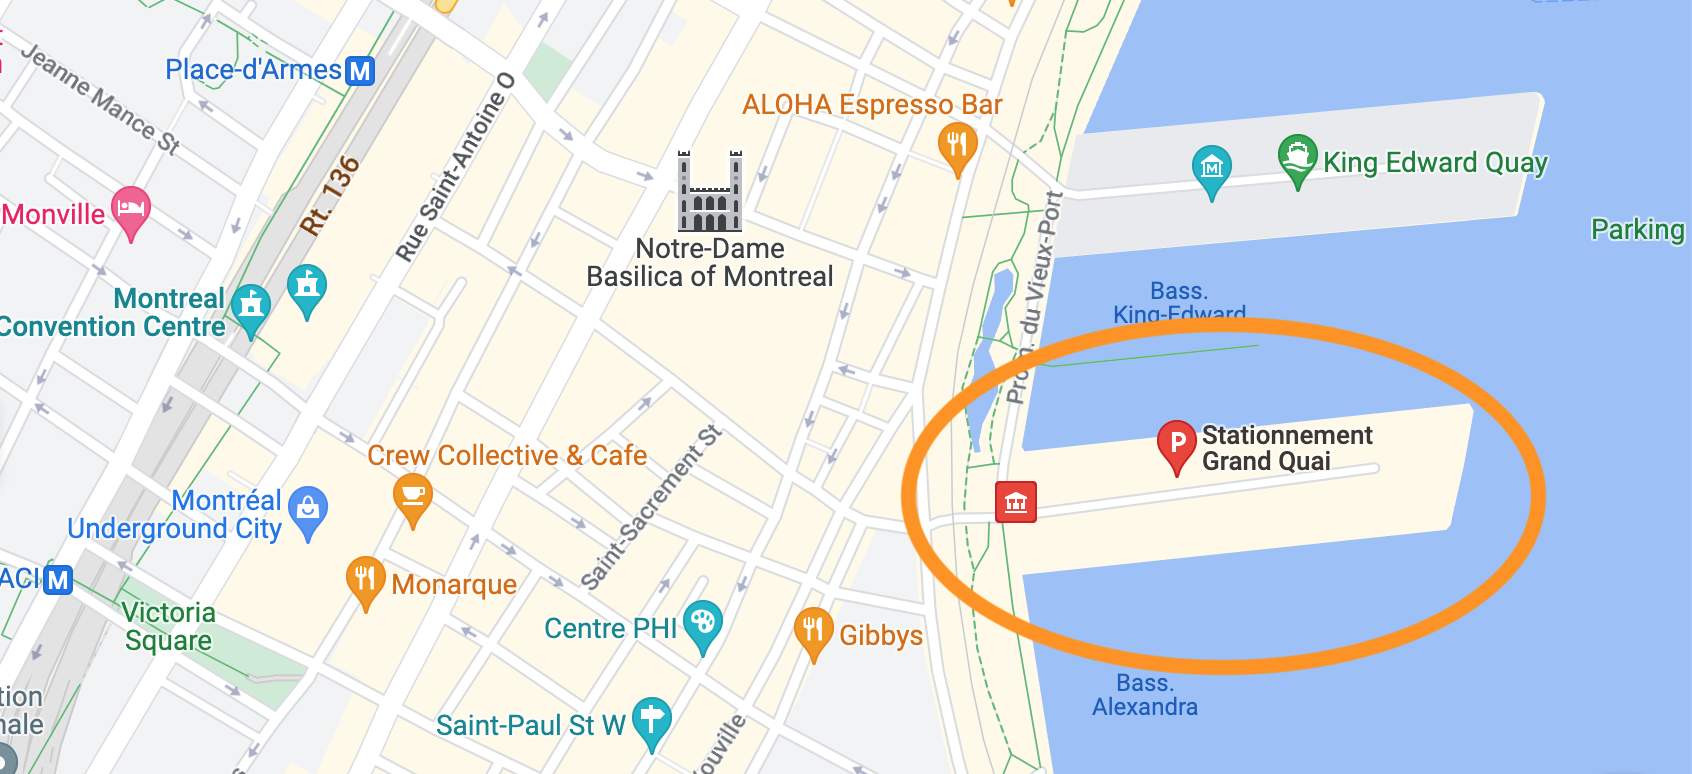 Jeanne Mance St
Place-d'Armes
M
Rt. 136
Rue Saint-Antoine O
ALOHA Espresso Bar
M
King Edward Quay
Parking
Monville
Notre-Dame
Basilica of Montreal
Prom. du Vieux-Port
Montreal
Convention Centre
Bass.
King-Edward
P
Stationnement
Grand Quai
Crew Collective & Cafe
Saint-Sacrement St
Montréal
Underground City
M
Monarque
Victoria
Square
Centre PHI
Gibbys
Bass.
Alexandra
Saint-Paul St W